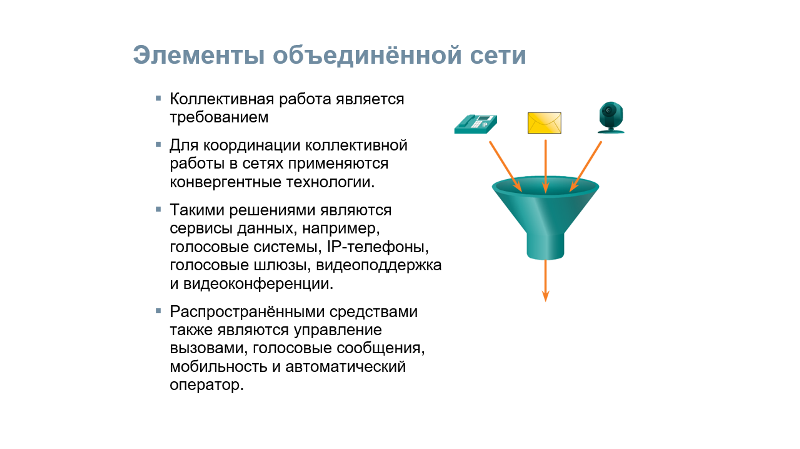 Элементы объединённой сети
Коллективная работа является
требованием
Для координации коллективной
работы в сетях применяются
конвергентные технологии.
Такими решениями являются
сервисы данных, например,
голосовые системы, IP-телефоны,
голосовые шлюзы, видеоподдержка
и видеоконференции.
Распространёнными средствами
также являются управление
вызовами, голосовые сообщения,
мобильность и автоматический
оператор.